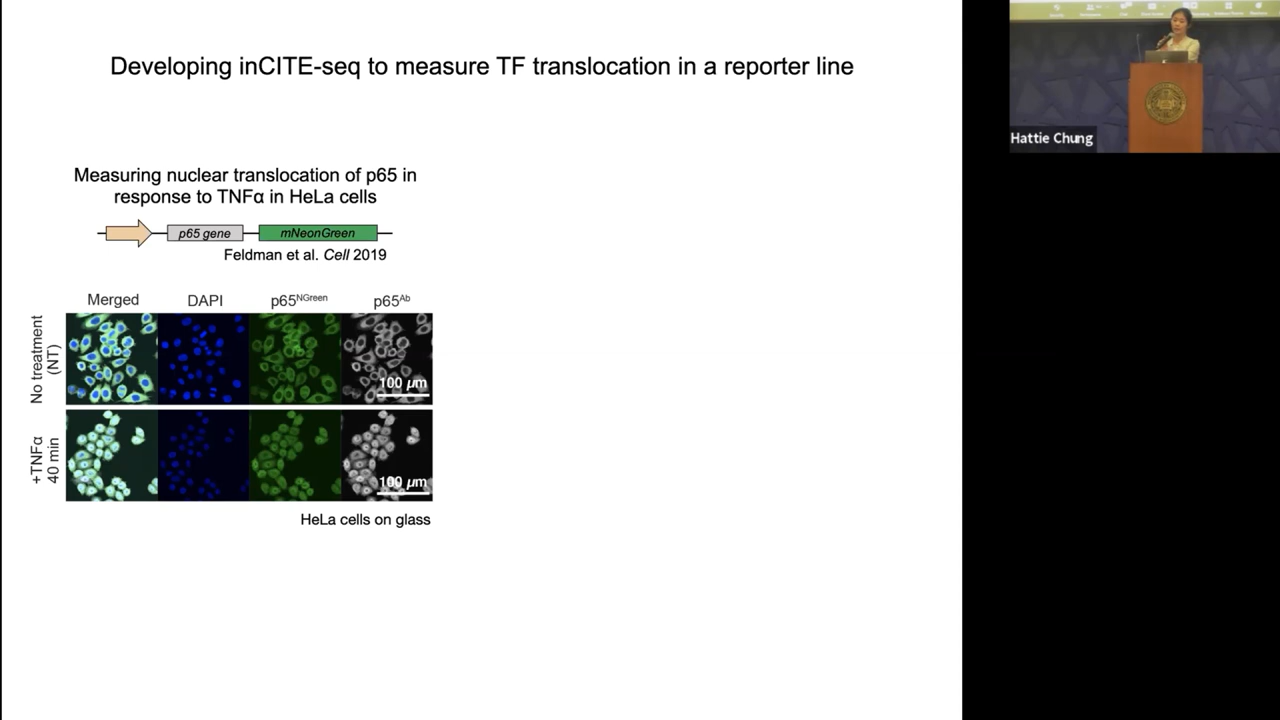 Developing inCITE-seq to measure TF translocation in a reporter line
Measuring nuclear translocation of p65 in
response to TNFα in HeLa cells
p65 gene
mNeonGreen
Feldman et al. Cell 2019
Merged
DAPI
p65NGreen
p65Ab
No treatment
(NT)
100 µm
+TNFα
40 min
100 µm
HeLa cells on glass
Hattie Chung